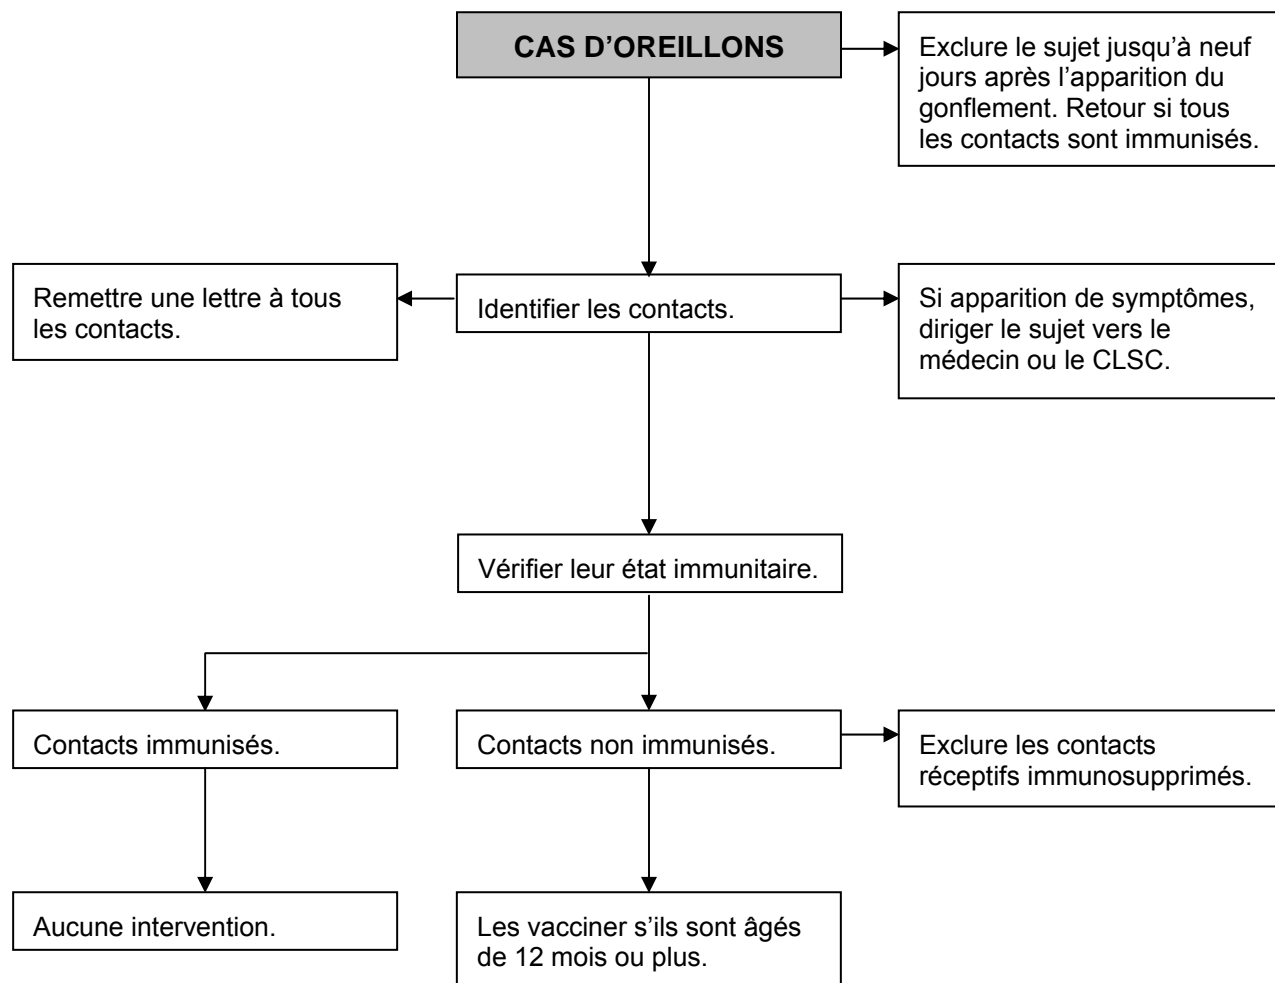 CAS D’OREILLONS
Exclure le sujet jusqu’à neuf
jours après l’apparition du
gonflement. Retour si tous
les contacts sont immunisés.
Remettre une lettre à tous
les contacts.
Identifier les contacts.
Si apparition de symptômes,
diriger le sujet vers le
médecin ou le CLSC.
Vérifier leur état immunitaire.
Contacts immunisés.
Contacts non immunisés.
Exclure les contacts
réceptifs immunosupprimés.
Aucune intervention.
Les vacciner s’ils sont âgés
de 12 mois ou plus.